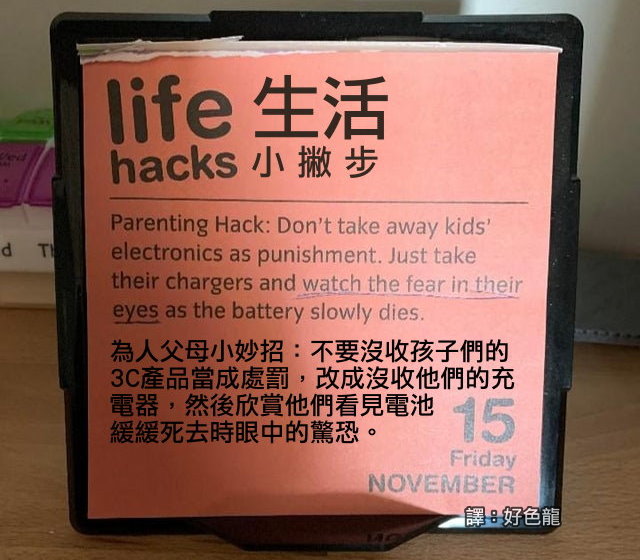 life 生活
hacks 小撇步
Parenting Hack: Don't take away kids'
electronics as punishment. Just take
their chargers and watch the fear in their
eyes as the battery slowly dies.
為人父母小妙招：不要沒收孩子們的
3C產品當成處罰，改成沒收他們的充
電器，然後欣賞他們看見電池
緩緩死去時眼中的驚恐。
15
Friday
NOVEMBER
譯：好色龍